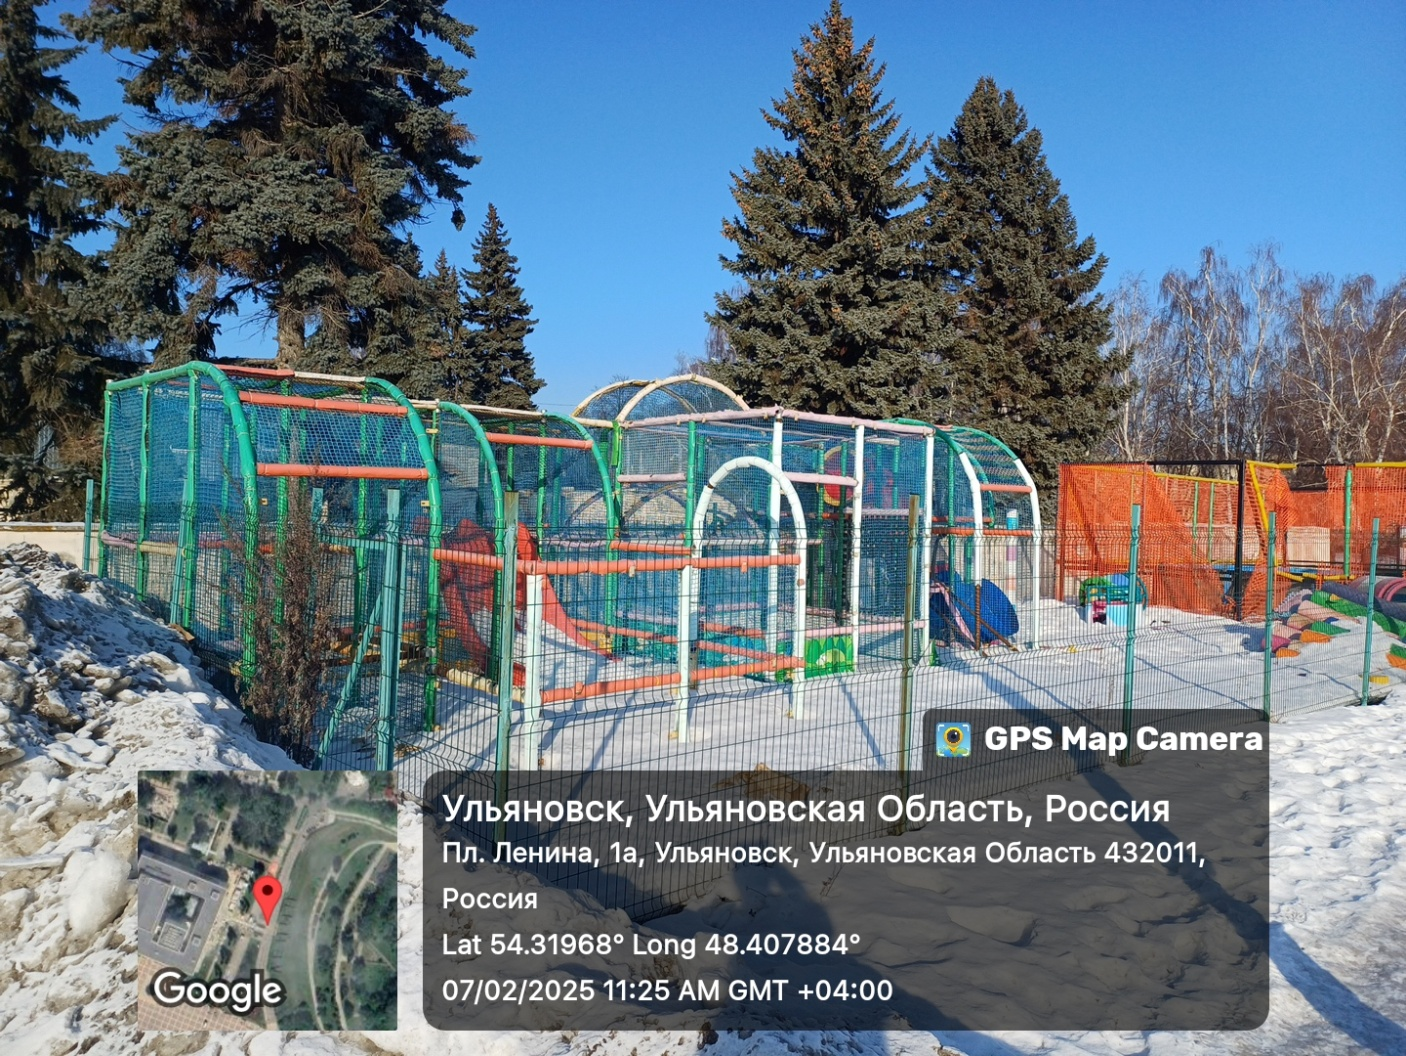 GPS Map Camera
Ульяновск, Ульяновская Область, Россия
Пл. Ленина, 1а, Ульяновск, Ульяновская Область 432011,
Россия
Lat 54.31968° Long 48.407884°
07/02/2025 11:25 AM GMT +04:00
Google